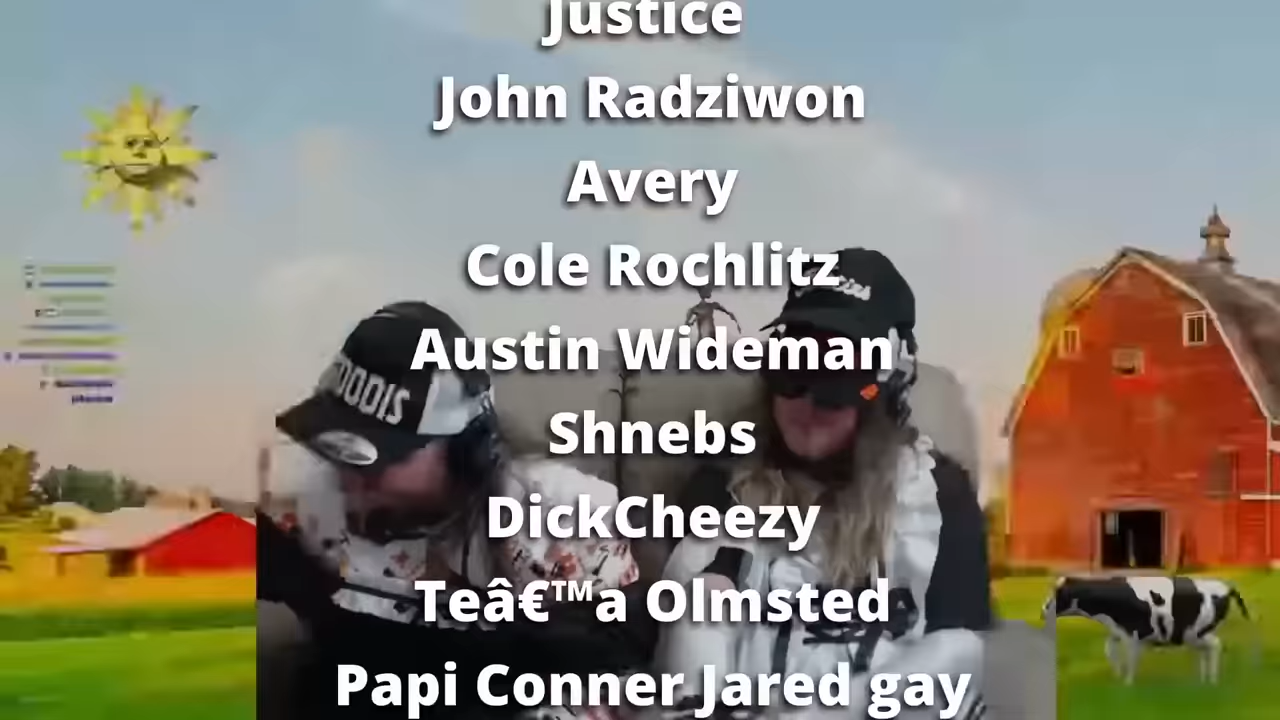 Justice
John Radziwon
Avery
Cole Rochlitz
Austin Wideman
Shnebs
DickCheezy
Teâ€™a Olmsted
Papi Conner Jared gay